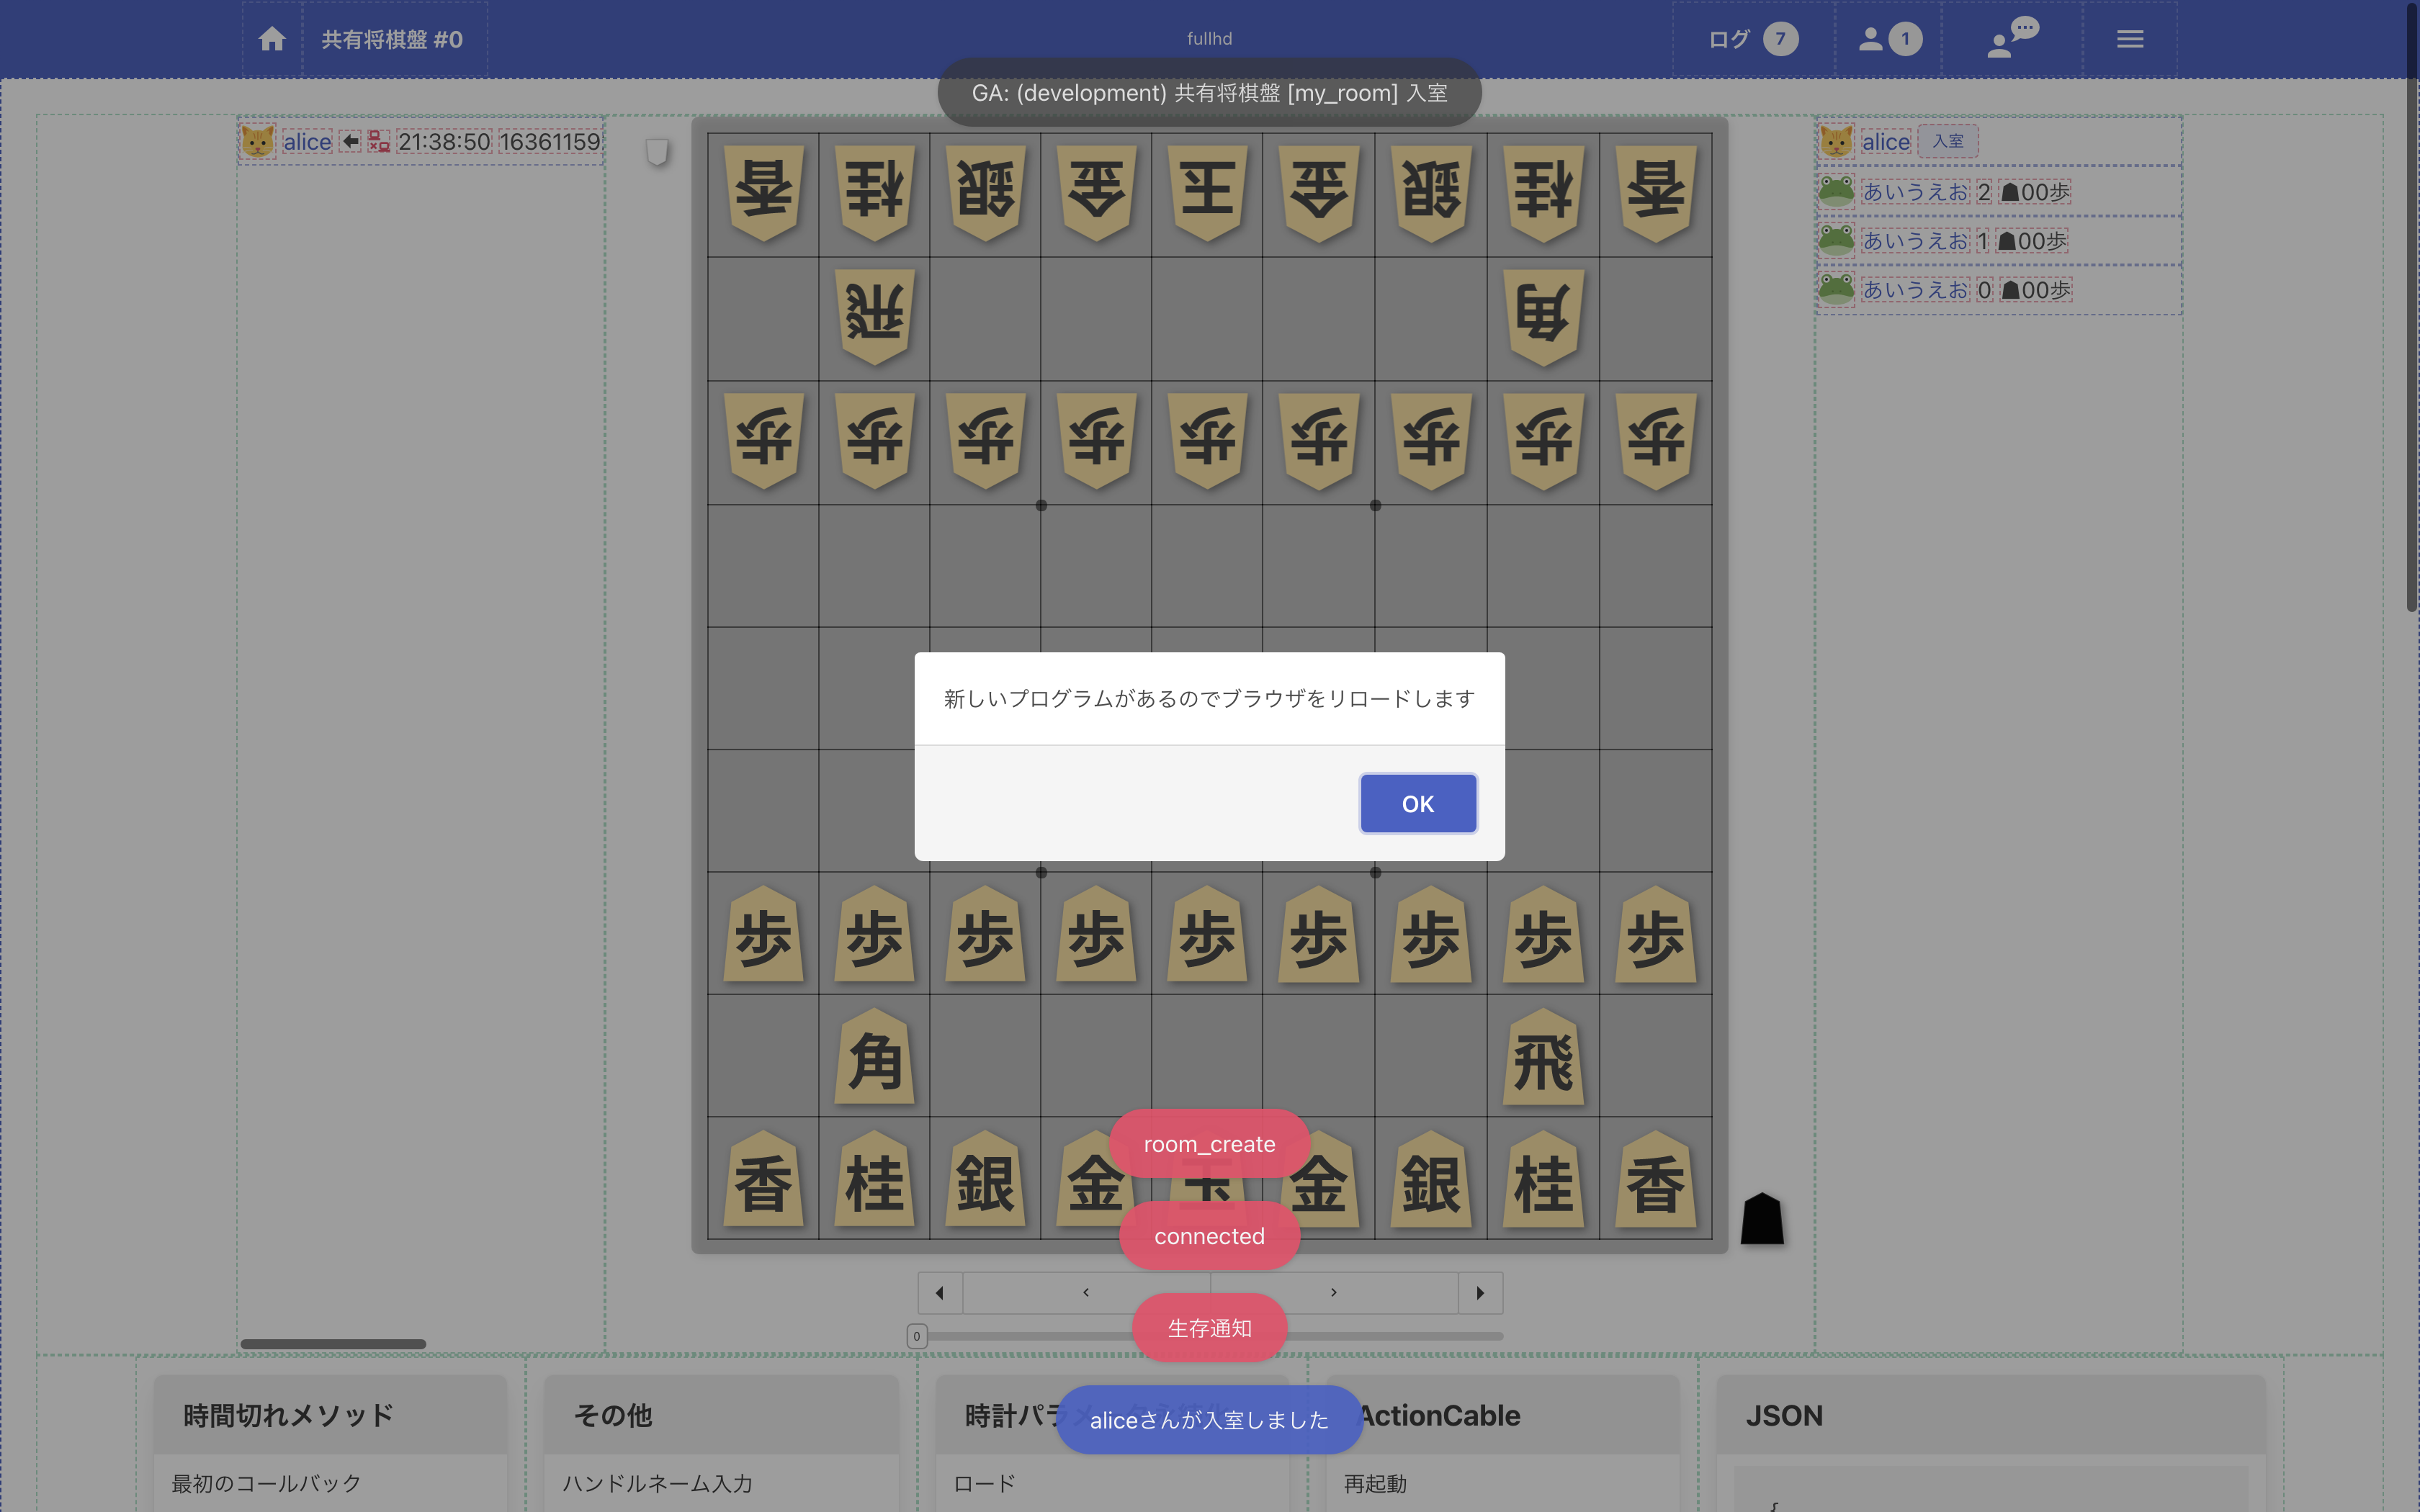 共有将棋盤 #0
fullhd
ログ 7
1
GA: (development) 共有将棋盤 [my_room] 入室
alice 21:38:50 16361159
alice 入室
あいうえお 2 ☗00歩
あいうえお 1 ☗00歩
あいうえお 0 ☗00歩
香 桂 銀 金 玉 金 銀 桂 香
飛 角
歩 歩 歩 歩 歩 歩 歩 歩 歩
新しいプログラムがあるのでブラウザをリロードします
OK
歩 歩 歩 歩 歩 歩 歩 歩 歩
角 飛
香 桂 銀 金 玉 金 銀 桂 香
room_create
connected
生存通知
0
aliceさんが入室しました
時間切れメソッド
最初のコールバック
その他
ハンドルネーム入力
時計パラメータ
ロード
ActionCable
再起動
JSON
{